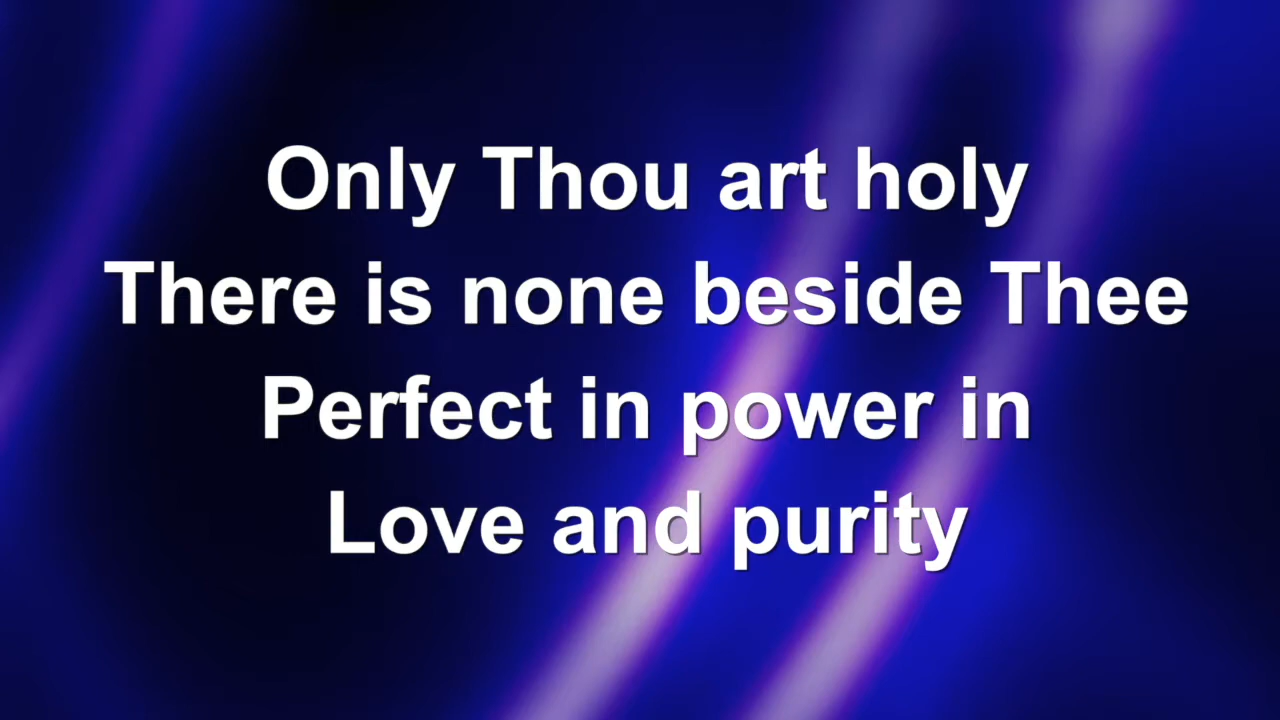 Only Thou art holy
There is none beside Thee
Perfect in power in
Love and purity